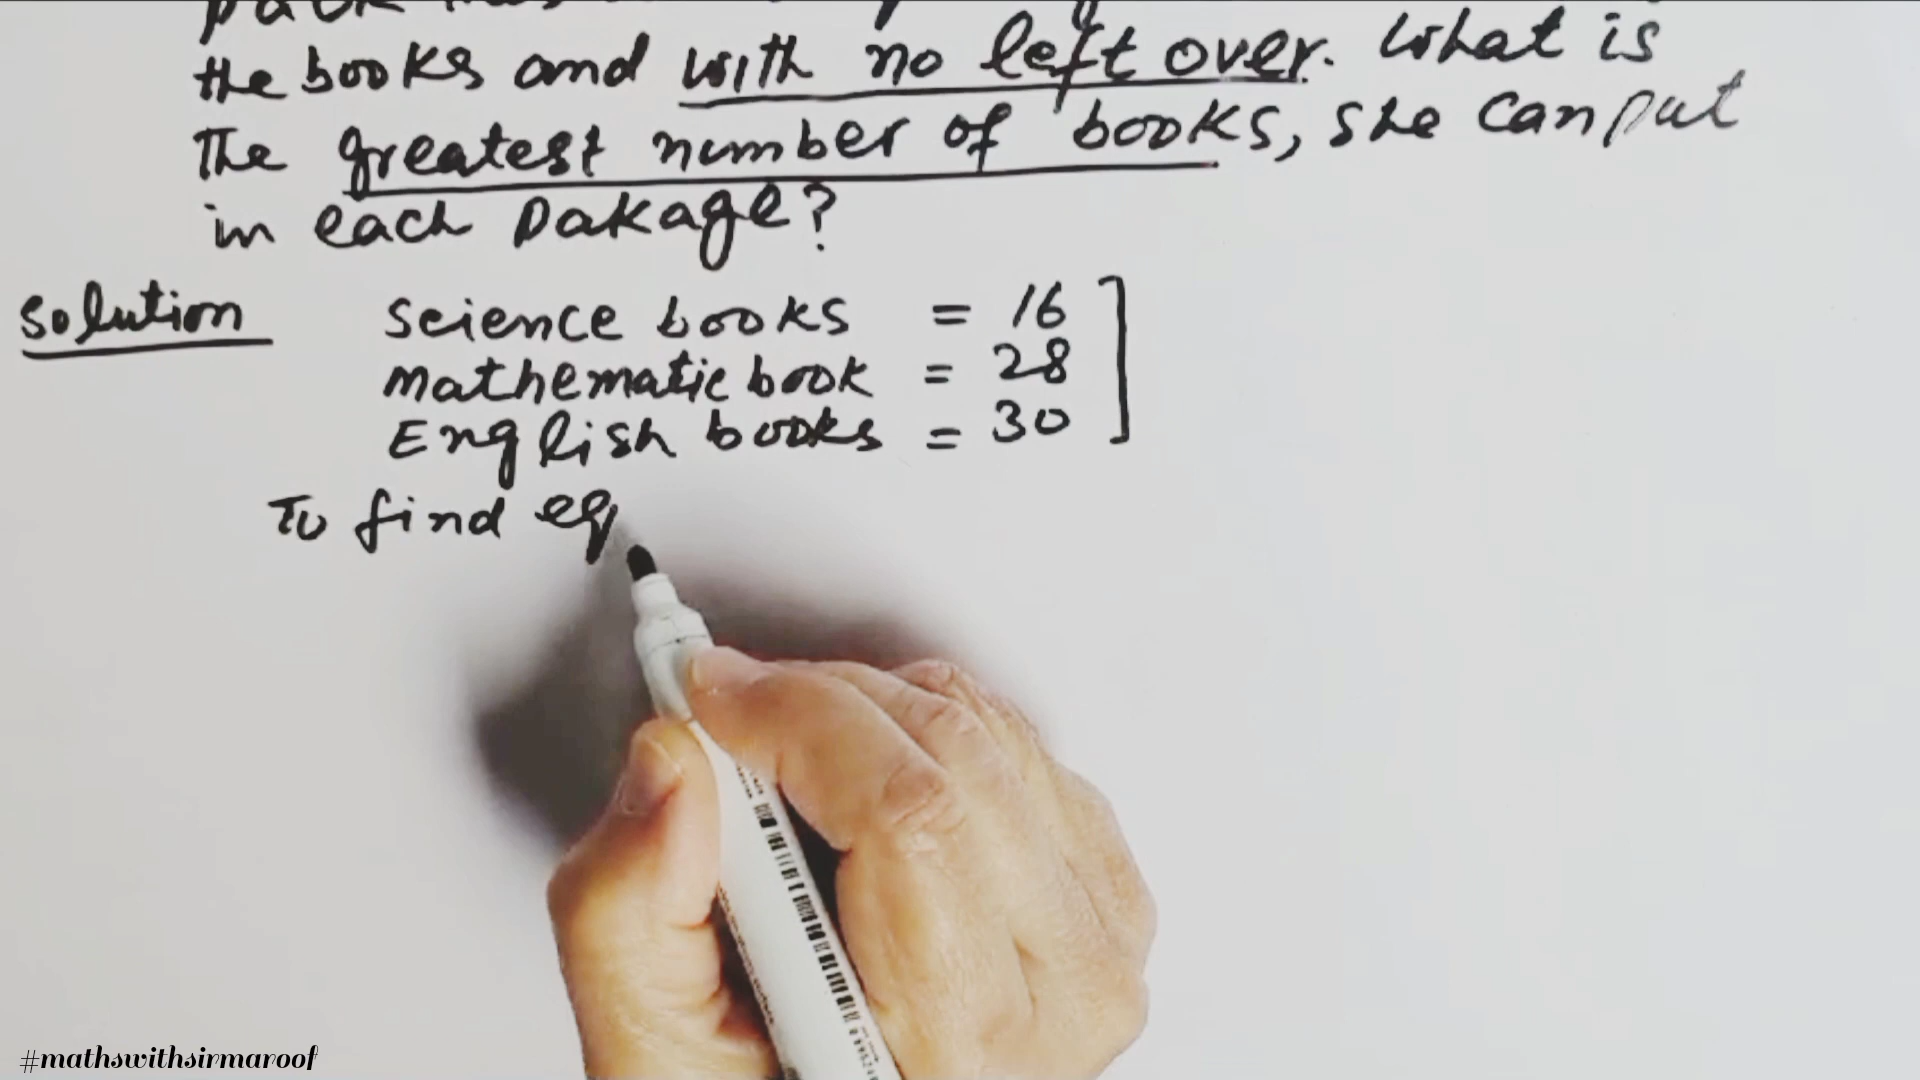 the books and with no left over. What is
The greatest number of books, she can put
in each Pakage?
Solution
Science books = 16
mathematic book = 28
English books = 30
To find eq
#mathswithsirmaroof